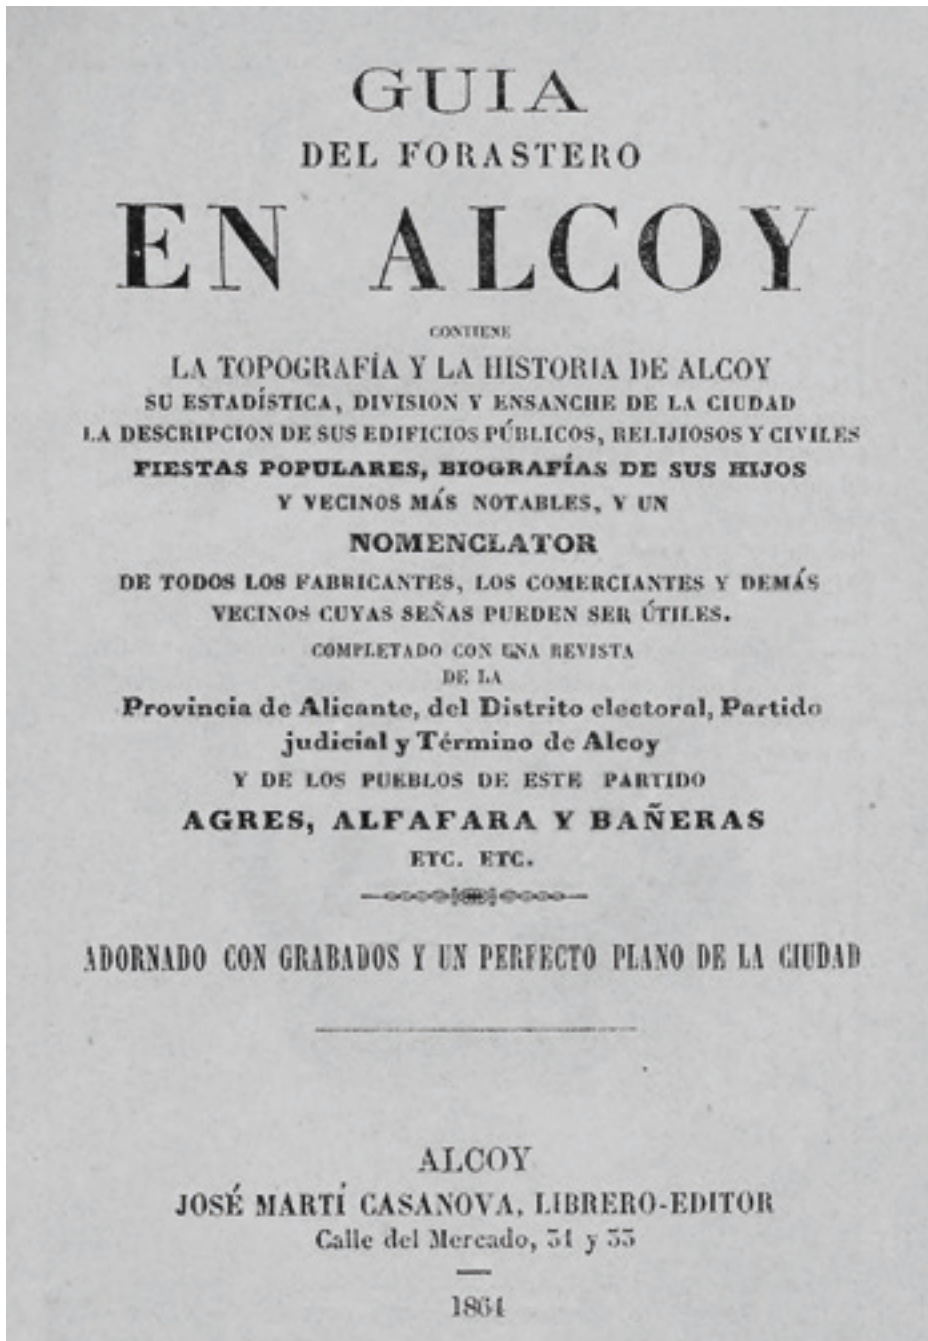 GUIA
DEL FORASTERO
EN ALCOY
CONTIENE
LA TOPOGRAFÍA Y LA HISTORIA DE ALCOY
SU ESTADÍSTICA, DIVISION Y ENSANCHE DE LA CIUDAD
LA DESCRIPCION DE SUS EDIFICIOS PÚBLICOS, RELIJIOSOS Y CIVILES
FIESTAS POPULARES, BIOGRAFÍAS DE SUS HIJOS
Y VECINOS MÁS NOTABLES, Y UN
NOMENCLATOR
DE TODOS LOS FABRICANTES, LOS COMERCIANTES Y DEMÁS
VECINOS CUYAS SEÑAS PUEDEN SER ÚTILES.
COMPLETADO CON UNA REVISTA
DE LA
Provincia de Alicante, del Distrito electoral, Partido
judicial y Término de Alcoy
Y DE LOS PUEBLOS DE ESTE PARTIDO
AGRES, ALFAFARA Y BAÑERAS
ETC. ETC.
ADORNADO CON GRABADOS Y UN PERFECTO PLANO DE LA CIUDAD
ALCOY
JOSÉ MARTÍ CASANOVA, LIBRERO-EDITOR
Calle del Mercado, 31 y 33
1864